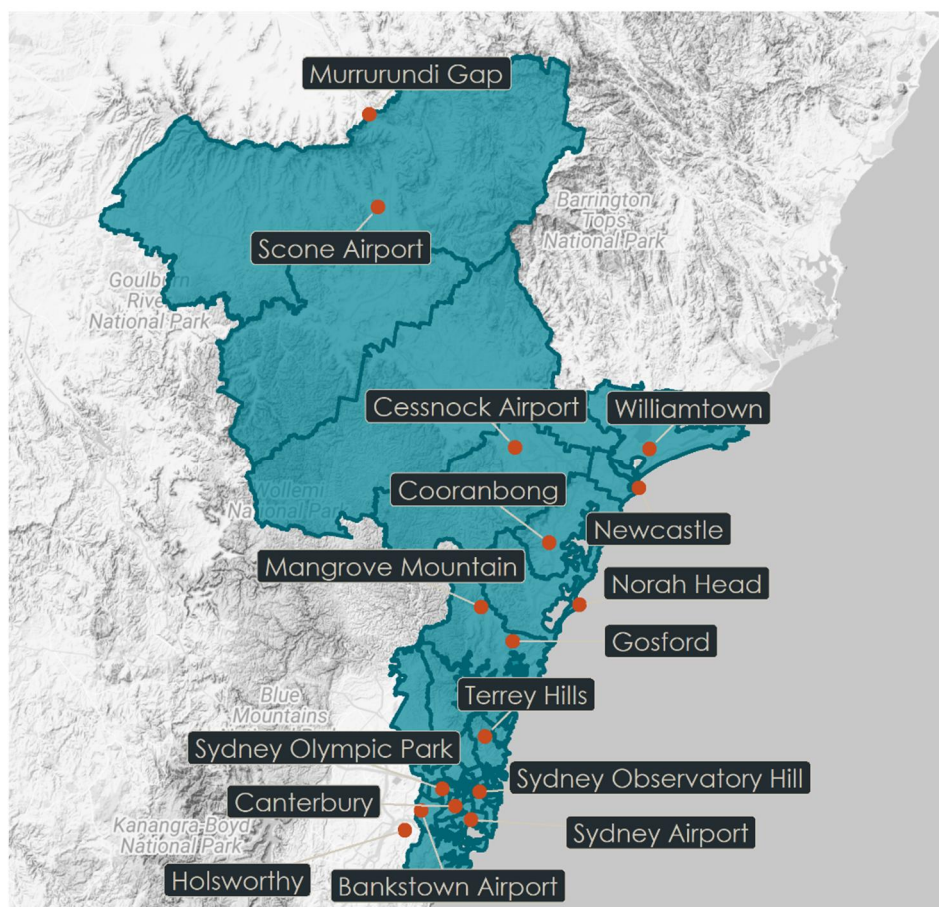 Murrurundi Gap
Barrington
Tops
National Park
Scone Airport
Goulburn
River
National Park
Cessnock Airport
Williamtown
Cooranbong
Wollemi
National Park
Newcastle
Mangrove Mountain
Norah Head
Gosford
Blue
Mountains
Terrey Hills
Sydney Olympic Park
Sydney Observatory Hill
Canterbury
Kanangra-Boyd
National Park
Sydney Airport
Holsworthy
Bankstown Airport